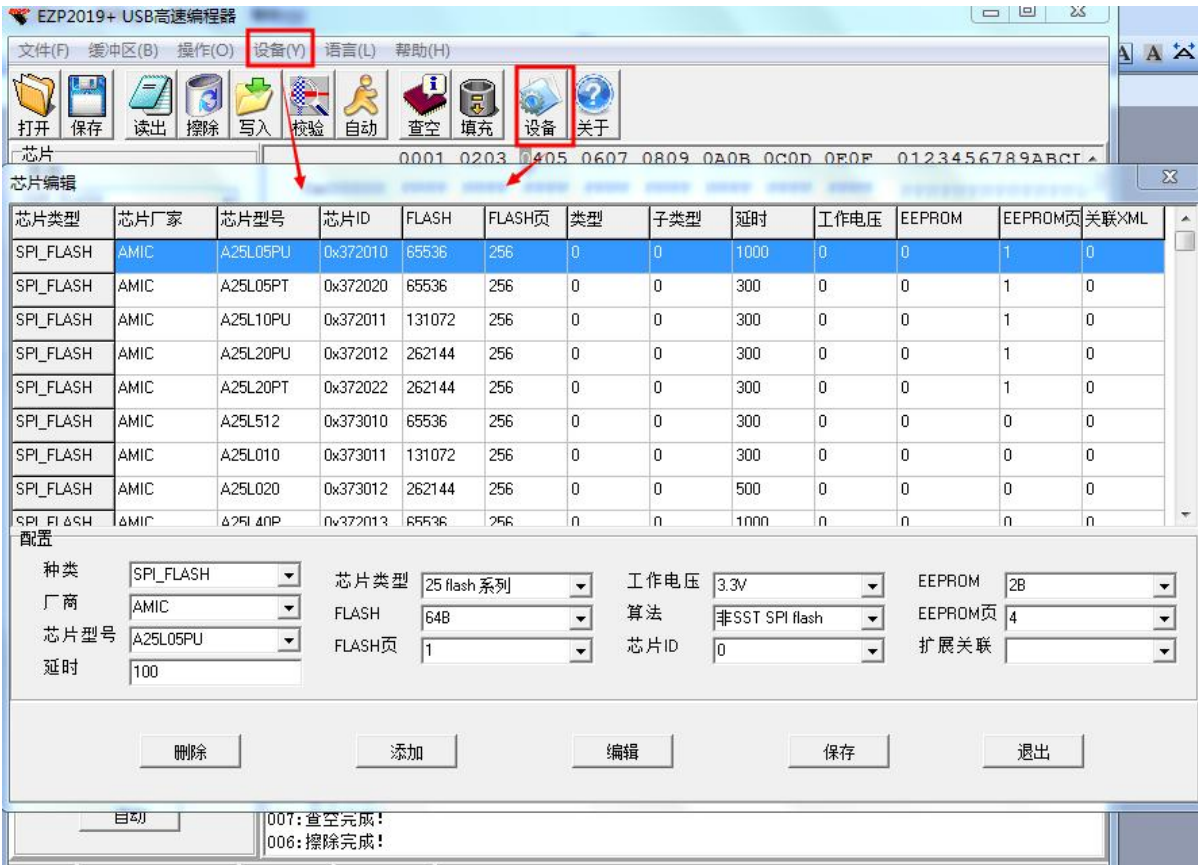 EZP2019+ USB高速编程器
文件(F) 缓冲区(B) 操作(O) 设备(Y) 语言(L) 帮助(H)
打开 保存 读出 擦除 写入 校验 自动 查空 填充 设备 关于
芯片 0001 0203 0405 0607 0809 0A0B 0C0D 0E0F 0123456789ABC
芯片编辑
芯片类型 芯片厂家 芯片型号 芯片ID FLASH FLASH页 类型 子类型 延时 工作电压 EEPROM EEPROM页 关联XML
SPI_FLASH AMIC A25L05PU 0x372010 65536 256 0 0 1000 0 0 1 0
SPI_FLASH AMIC A25L05PT 0x372020 65536 256 0 0 300 0 0 1 0
SPI_FLASH AMIC A25L10PU 0x372011 131072 256 0 0 300 0 0 1 0
SPI_FLASH AMIC A25L20PU 0x372012 262144 256 0 0 300 0 0 1 0
SPI_FLASH AMIC A25L20PT 0x372022 262144 256 0 0 300 0 0 1 0
SPI_FLASH AMIC A25L512 0x373010 65536 256 0 0 300 0 0 0 0
SPI_FLASH AMIC A25L010 0x373011 131072 256 0 0 300 0 0 0 0
SPI_FLASH AMIC A25L020 0x373012 262144 256 0 0 500 0 0 0 0
SPI_FLASH AMIC A25L40P 0x372013 65536 256 0 0 1000 0 0 0 0
配置
种类 SPI_FLASH 芯片类型 25 flash 系列 工作电压 3.3V EEPROM 2B
厂商 AMIC FLASH 64B 算法 非SST SPI flash EEPROM页 4
芯片型号 A25L05PU FLASH页 1 芯片ID 0 扩展关联
延时 100
删除 添加 编辑 保存 退出
自动 007:查空完成!
006:擦除完成!